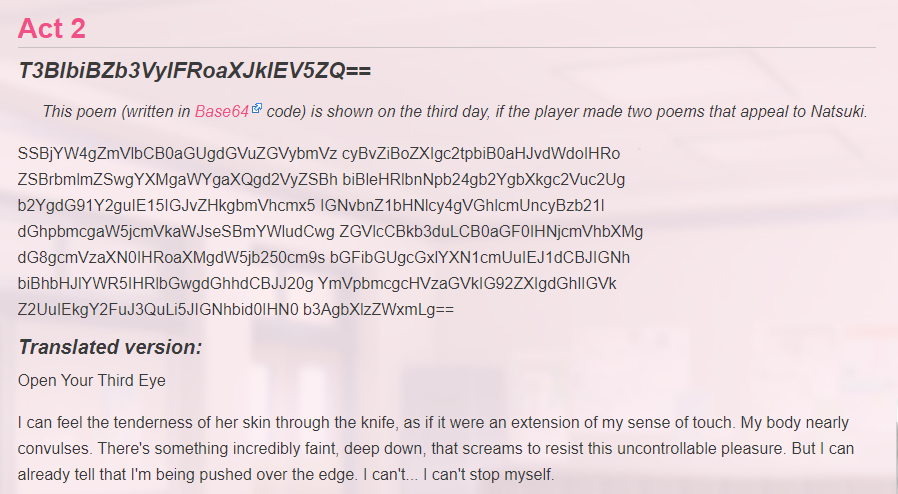 Act 2
T3BlbiBZb3VyIFRoaXJkIEV5ZQ==
This poem (written in Base64 code) is shown on the third day, if the player made two poems that appeal to Natsuki.
SSBjYW4gZmVlbCB0aGUgdGVuZGVybmVz cyBvZiBoZXIgc2tpbiB0aHJvdWdoIHRo
ZSBrbmlmZSwgYXMgaWYgaXQgd2VyZSBh biBleHRlbnNpb24gb2YgbXkgc2Vuc2Ug
b2YgdG91Y2guIE15IGJvZHkgbmVhcmx5 IGNvbnZ1bHNlcy4gVGhlcmUncyBzb21l
dGhpbmcgaW5jcmVkaWJseSBmYWludCwg ZGVlcCBkb3duLCB0aGF0IHNjcmVhbXMg
dG8gcmVzaXN0IHRoaXMgdW5jb250cm9s bGFibGUgcGxlYXN1cmUuIEJ1dCBJIGNh
biBhbHJlYWR5IHRlbGwgdGhhdCBJJ20g YmVpbmcgcHVzaGVkIG92ZXIgdGhlIGVk
Z2UuIEkgY2FuJ3QuLi5JIGNhbid0IHN0 b3AgbXlzZWxmLg==
Translated version:
Open Your Third Eye
I can feel the tenderness of her skin through the knife, as if it were an extension of my sense of touch. My body nearly
convulses. There's something incredibly faint, deep down, that screams to resist this uncontrollable pleasure. But I can
already tell that I'm being pushed over the edge. I can't... I can't stop myself.